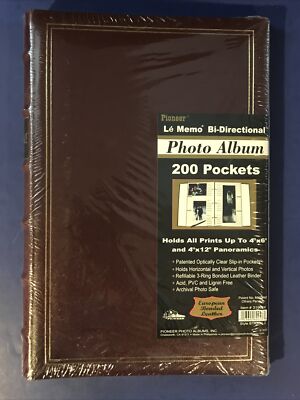 Pioneer
Lé Memo® Bi-Directional
Photo Album
200 Pockets
Holds All Prints Up To 4"x6"
and 4"x12" Panoramics
• Patented Optically Clear Slip-in Pockets
• Holds Horizontal and Vertical Photos
• Refillable 3-Ring Bonded Leather Binder
• Acid, PVC and Lignin Free
• Archival Photo Safe
European
Bonded
Leather
PIONEER PHOTO ALBUMS, INC.